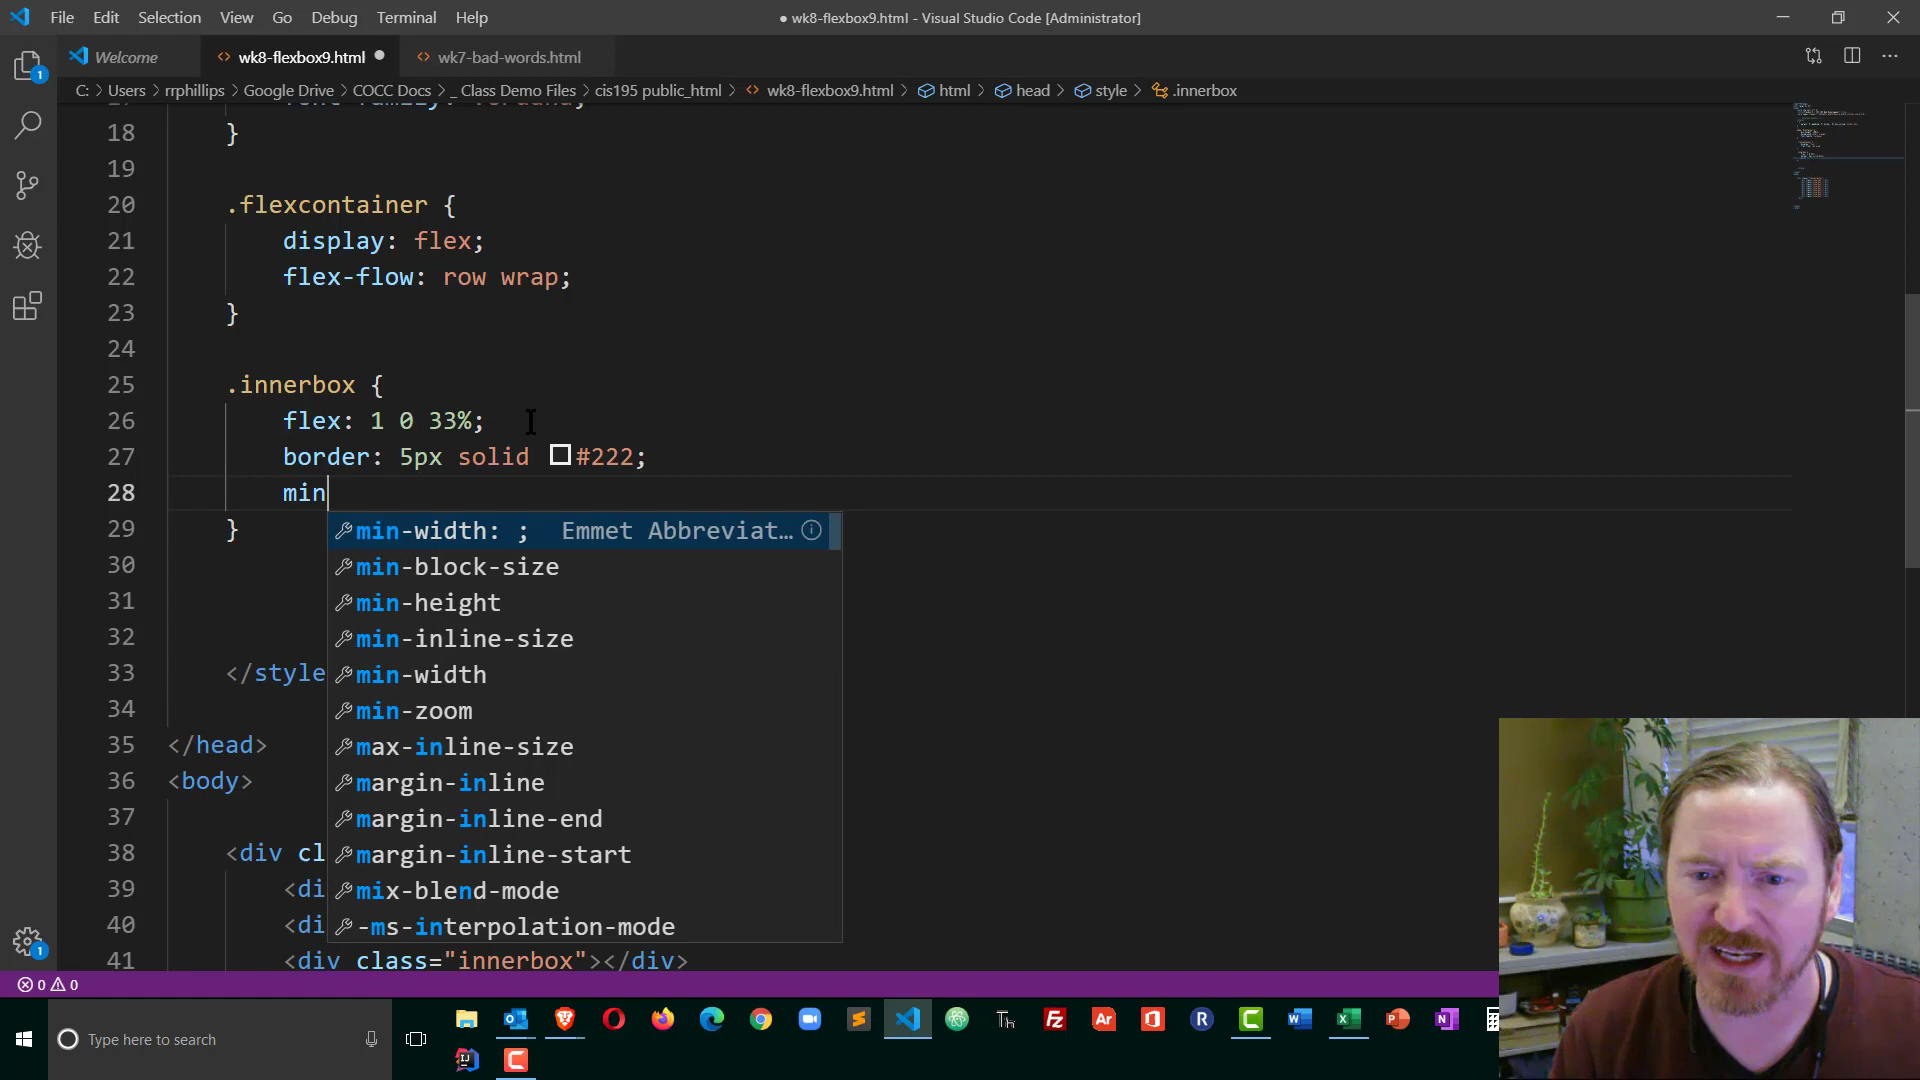 File Edit Selection View Go Debug Terminal Help
● wk8-flexbox9.html - Visual Studio Code [Administrator]
Welcome
wk8-flexbox9.html
wk7-bad-words.html
C: > Users > rrphillips > Google Drive > COCC Docs > _ Class Demo Files > cis195 public_html > wk8-flexbox9.html > html > head > style > .innerbox
18 }
19
20 .flexcontainer {
21 display: flex;
22 flex-flow: row wrap;
23 }
24
25 .innerbox {
26 flex: 1 0 33%;
27 border: 5px solid #222;
28 min
29 }
min-width: ; Emmet Abbreviat…
30
min-block-size
31
min-height
32
min-inline-size
33 </style
min-width
34
min-zoom
35 </head>
max-inline-size
36 <body>
margin-inline
37
margin-inline-end
38 <div cl
margin-inline-start
39 <di
mix-blend-mode
40 <di
-ms-interpolation-mode
41 <div class="innerbox"></div>
0 0
Type here to search